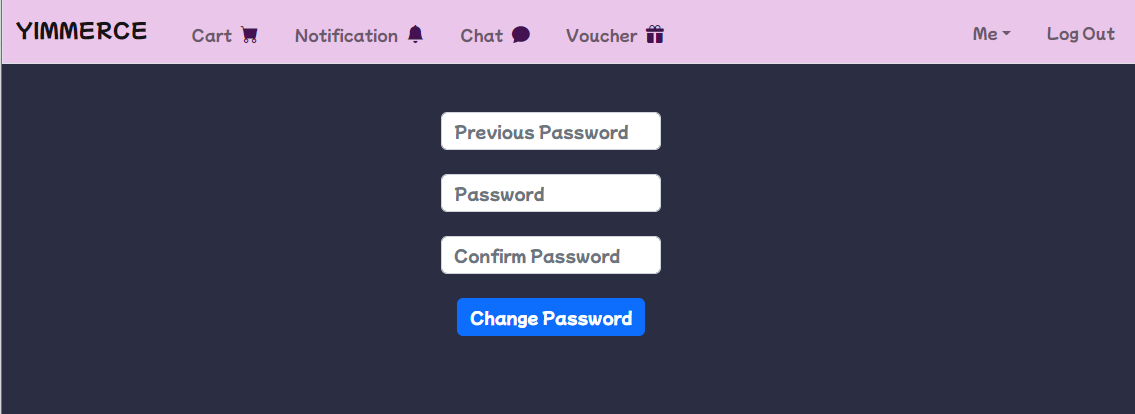 YIMMERCE Cart Notification Chat Voucher Me Log Out
Previous Password
Password
Confirm Password
Change Password